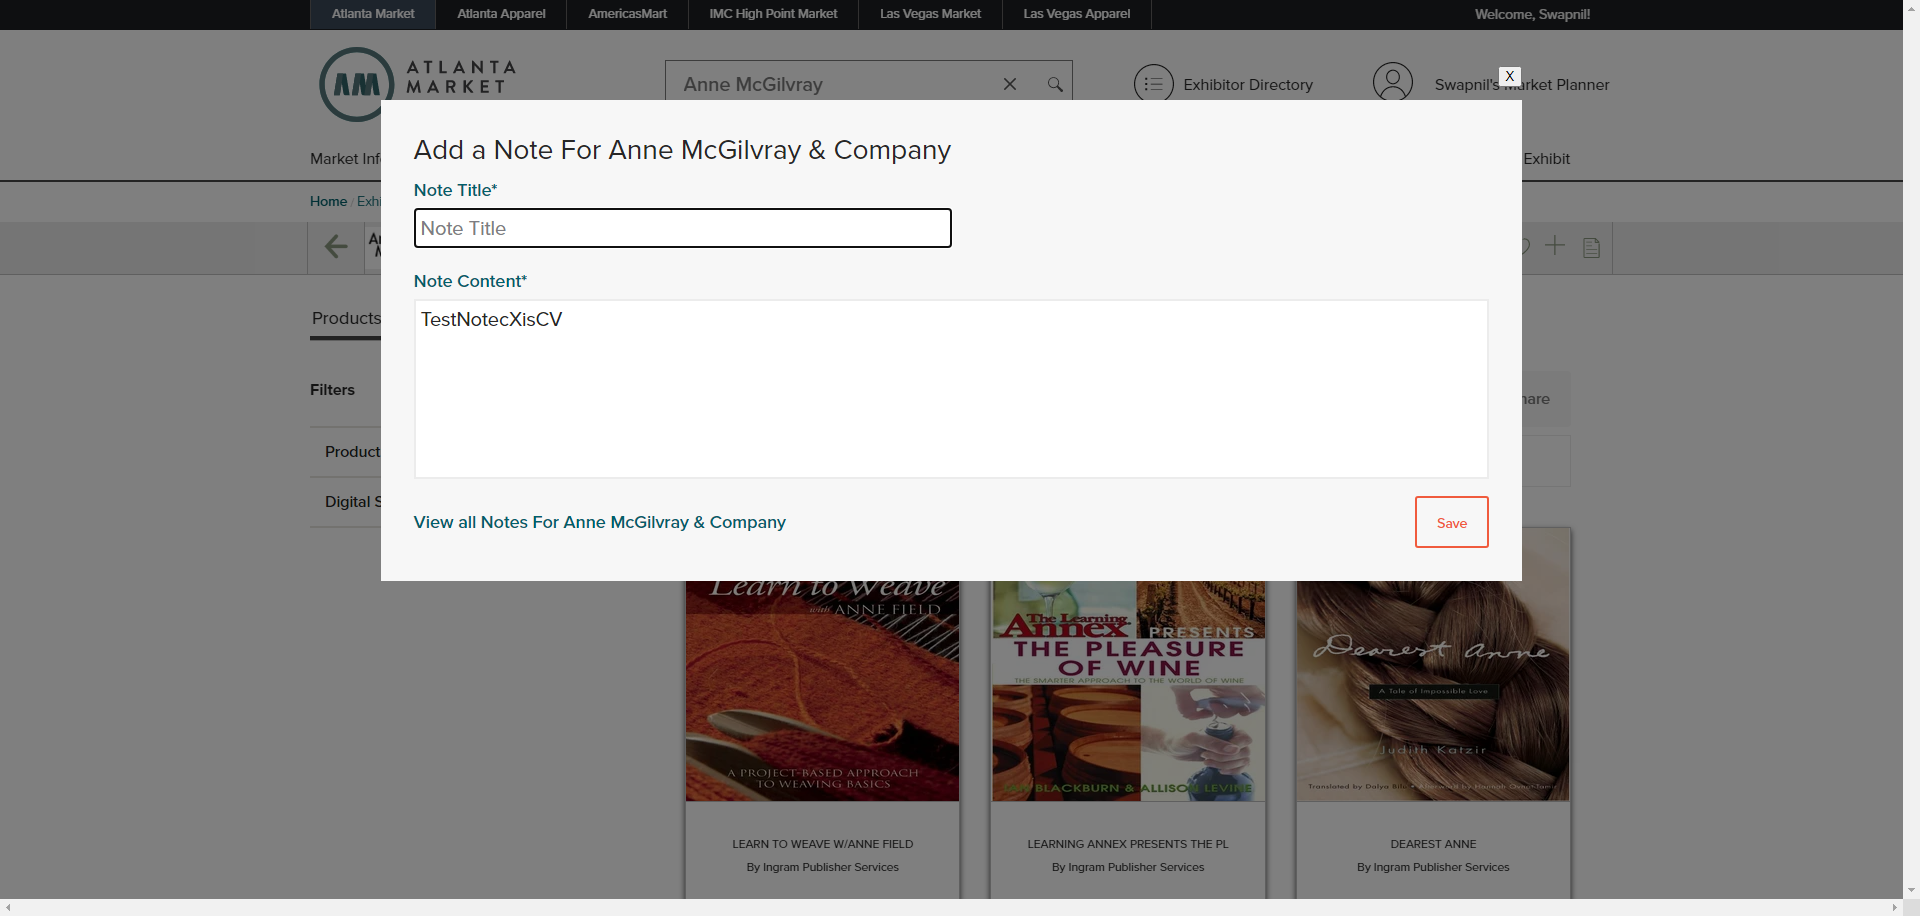 Atlanta Market
Atlanta Apparel
AmericasMart
IMC High Point Market
Las Vegas Market
Las Vegas Apparel
Welcome, Swapnil!
AM
ATLANTA
MARKET
Anne McGilvray
Exhibitor Directory
X
Swapnil's Market Planner
Market Inf
Exhibit
Home / Exhi
Add a Note For Anne McGilvray & Company
Note Title*
Note Title
Note Content*
TestNotecXisCV
View all Notes For Anne McGilvray & Company
Save
Products
Filters
Product
Digital S
hare
Learn to Weave
with ANNE FIELD
A PROJECT-BASED APPROACH
TO WEAVING BASICS
LEARN TO WEAVE W/ANNE FIELD
By Ingram Publisher Services
The Learning
Annex PRESENTS
THE PLEASURE
OF WINE
THE SMARTER APPROACH TO THE WORLD OF WINE
BLACKBURN & ALLISON LEVINE
LEARNING ANNEX PRESENTS THE PL
By Ingram Publisher Services
Dearest Anne
A Tale of Impossible Love
Judith Katzir
Translated by Dalya Bilu • Afterword by Hannah Ovnat-Tamir
DEAREST ANNE
By Ingram Publisher Services